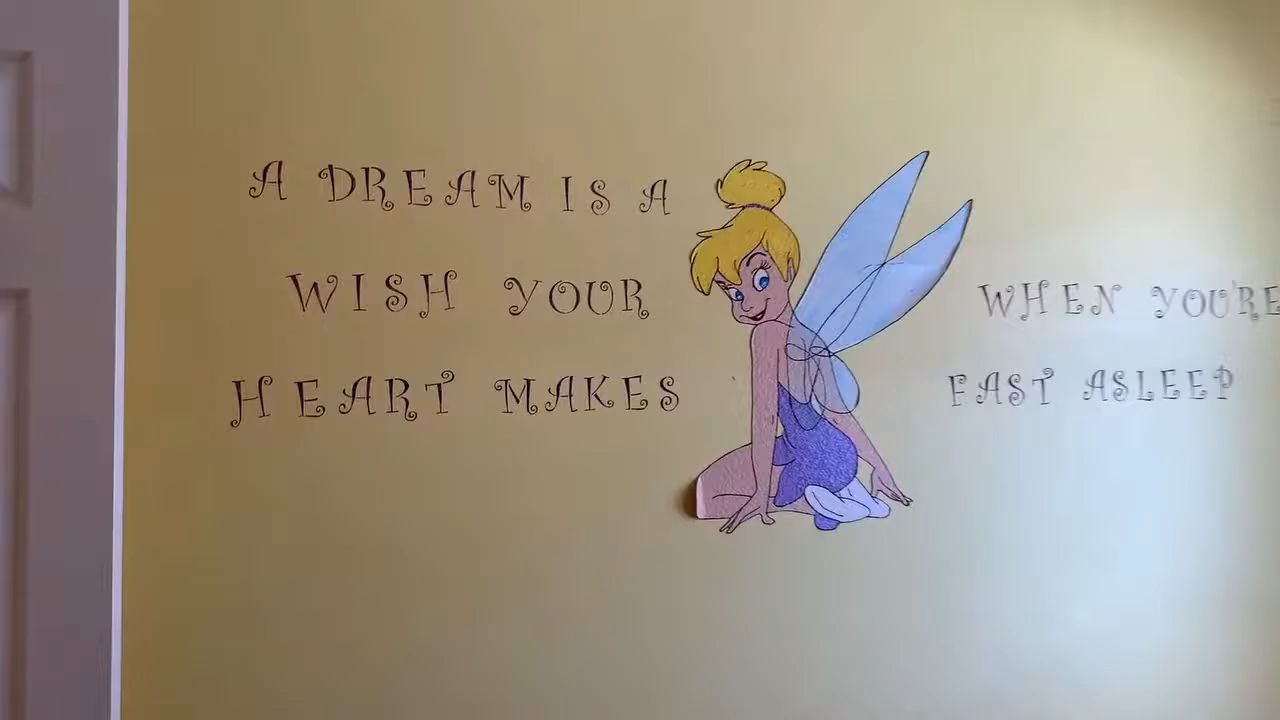 A DREAM IS A
WISH YOUR
HEART MAKES
WHEN YOU'RE
FAST ASLEEP